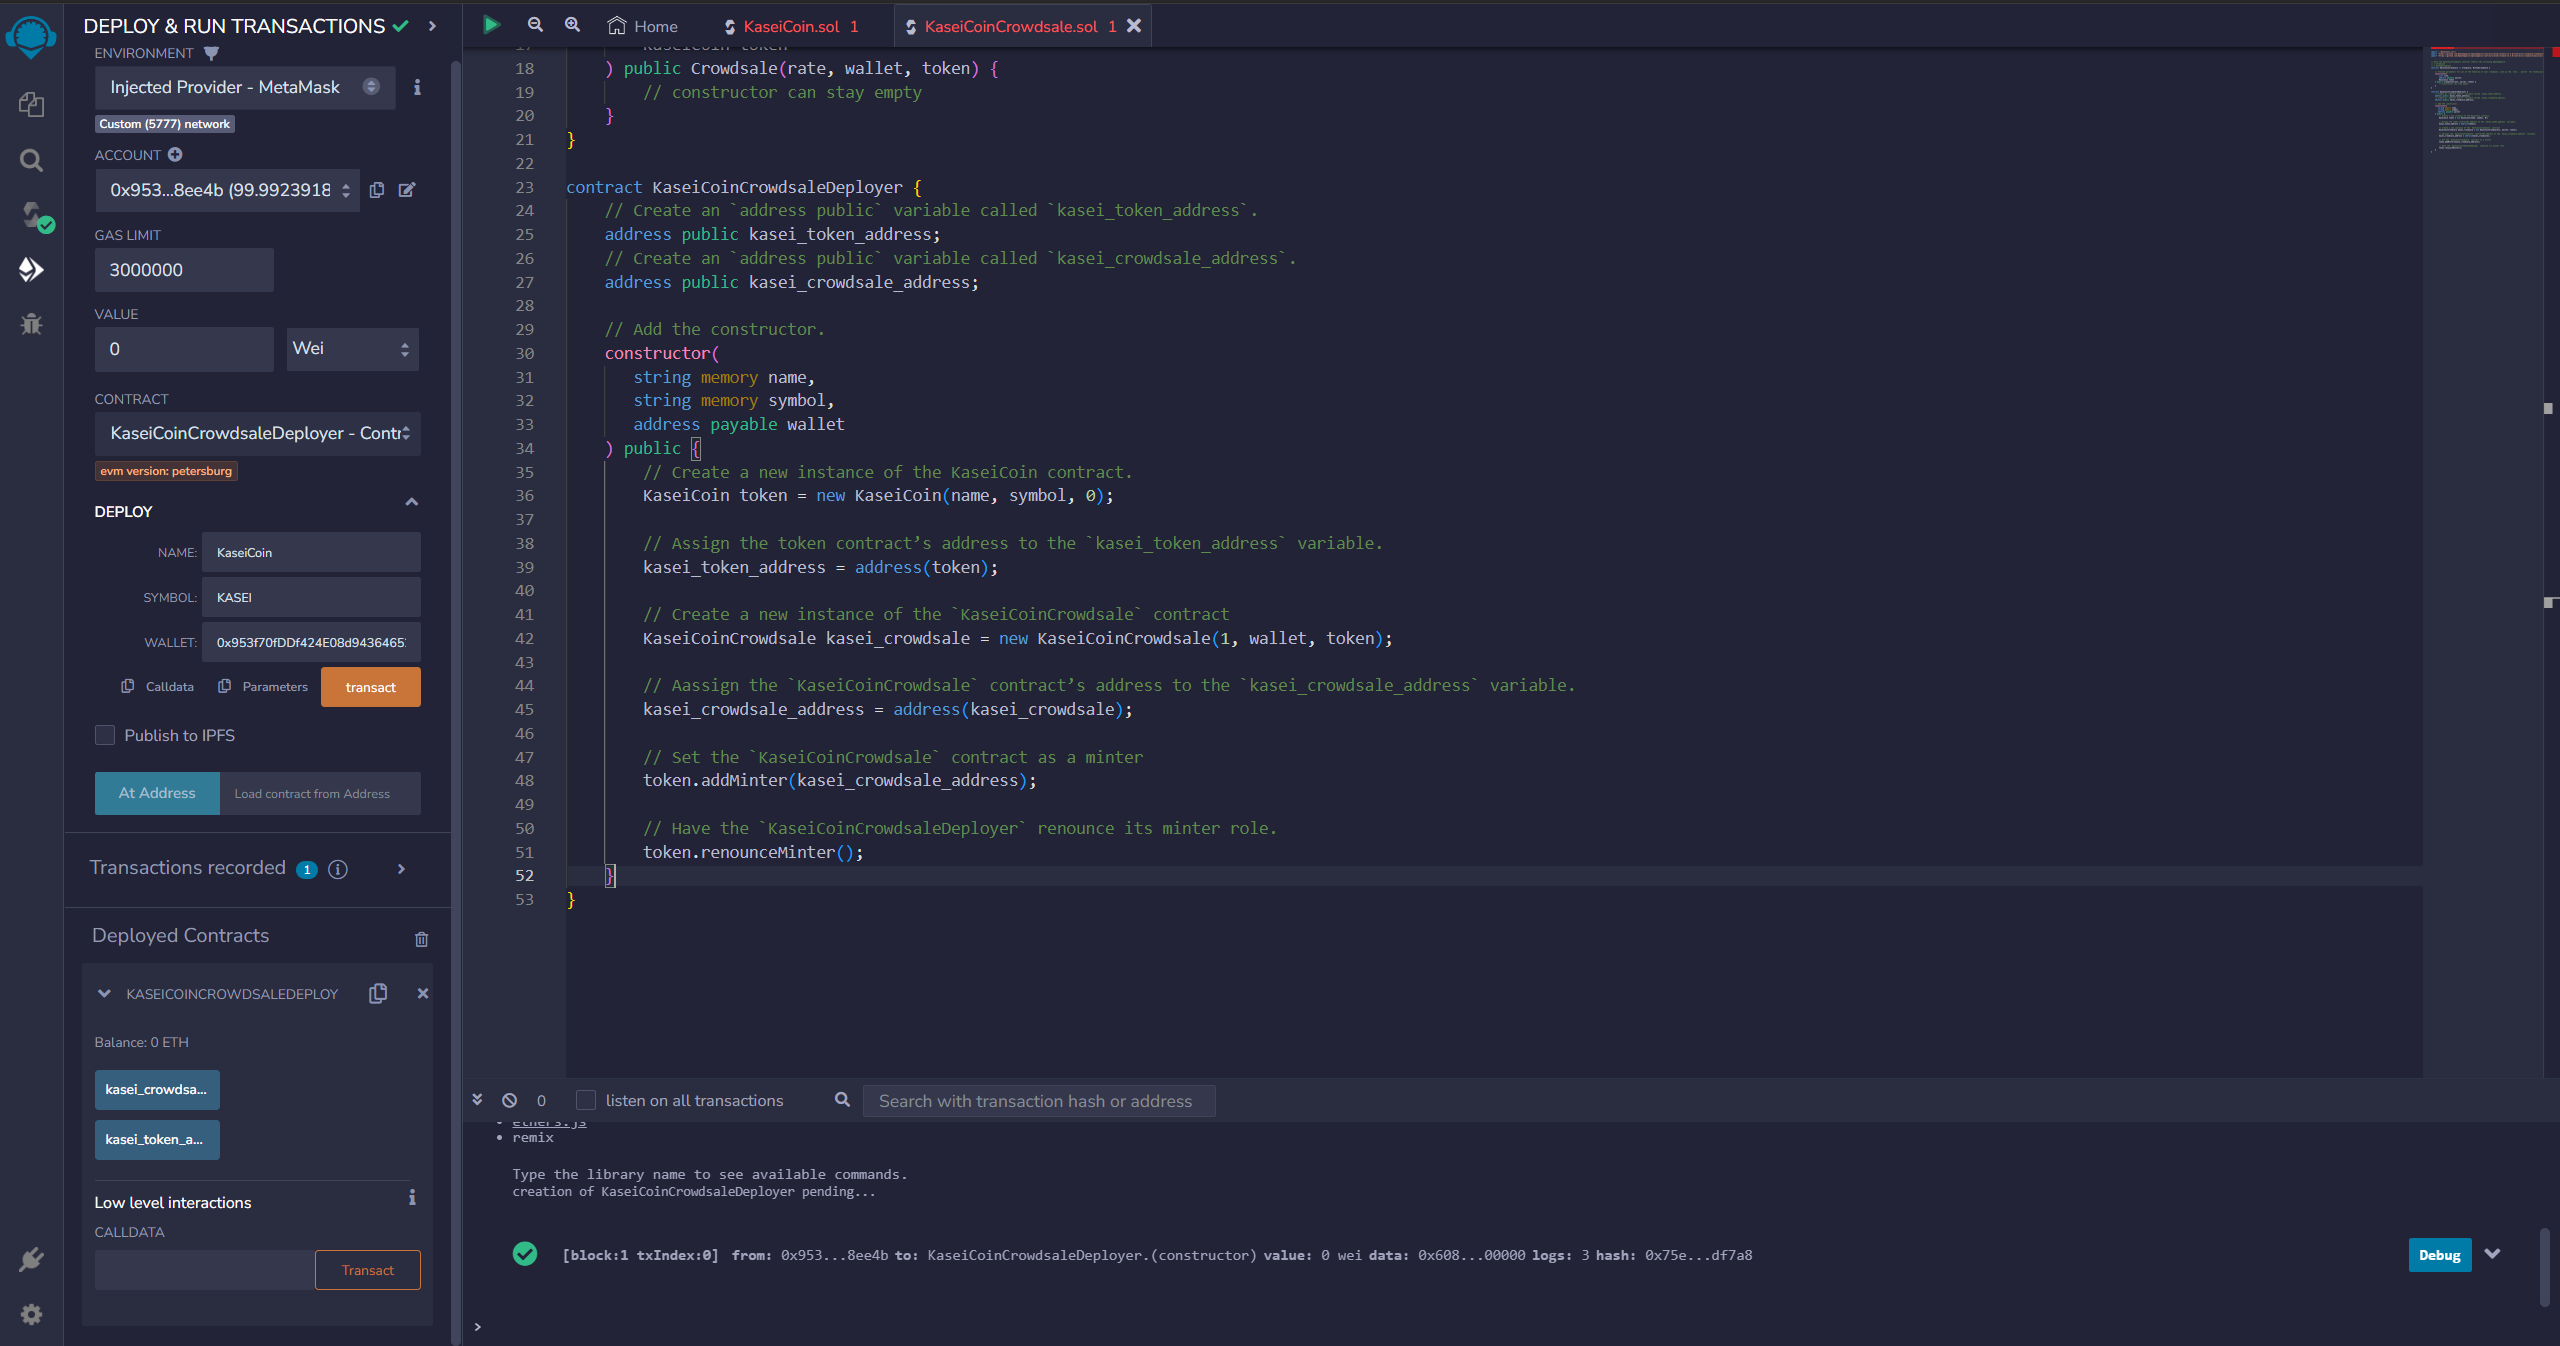 DEPLOY & RUN TRANSACTIONS
ENVIRONMENT
Injected Provider - MetaMask
Custom (5777) network
ACCOUNT
0x953...8ee4b (99.9923918
GAS LIMIT
3000000
VALUE
0
Wei
CONTRACT
KaseiCoinCrowdsaleDeployer - Contr
evm version: petersburg
DEPLOY
NAME: KaseiCoin
SYMBOL: KASEI
WALLET: 0x953f70fDDf424E08d9436465
Calldata Parameters transact
Publish to IPFS
At Address Load contract from Address
Transactions recorded 1
Deployed Contracts
KASEICOINCROWDSALEDEPLOY
Balance: 0 ETH
kasei_crowdsa...
kasei_token_a...
Low level interactions
CALLDATA
Transact
Home KaseiCoin.sol 1 KaseiCoinCrowdsale.sol 1
17 KaseiCoin token
18 ) public Crowdsale(rate, wallet, token) {
19 // constructor can stay empty
20 }
21 }
22
23 contract KaseiCoinCrowdsaleDeployer {
24 // Create an `address public` variable called `kasei_token_address`.
25 address public kasei_token_address;
26 // Create an `address public` variable called `kasei_crowdsale_address`.
27 address public kasei_crowdsale_address;
28
29 // Add the constructor.
30 constructor(
31 string memory name,
32 string memory symbol,
33 address payable wallet
34 ) public {
35 // Create a new instance of the KaseiCoin contract.
36 KaseiCoin token = new KaseiCoin(name, symbol, 0);
37
38 // Assign the token contract’s address to the `kasei_token_address` variable.
39 kasei_token_address = address(token);
40
41 // Create a new instance of the `KaseiCoinCrowdsale` contract
42 KaseiCoinCrowdsale kasei_crowdsale = new KaseiCoinCrowdsale(1, wallet, token);
43
44 // Aassign the `KaseiCoinCrowdsale` contract’s address to the `kasei_crowdsale_address` variable.
45 kasei_crowdsale_address = address(kasei_crowdsale);
46
47 // Set the `KaseiCoinCrowdsale` contract as a minter
48 token.addMinter(kasei_crowdsale_address);
49
50 // Have the `KaseiCoinCrowdsaleDeployer` renounce its minter role.
51 token.renounceMinter();
52 }
53 }
0 listen on all transactions Search with transaction hash or address
• ethers.js
• remix
Type the library name to see available commands.
creation of KaseiCoinCrowdsaleDeployer pending...
[block:1 txIndex:0] from: 0x953...8ee4b to: KaseiCoinCrowdsaleDeployer.(constructor) value: 0 wei data: 0x608...00000 logs: 3 hash: 0x75e...df7a8
Debug
>